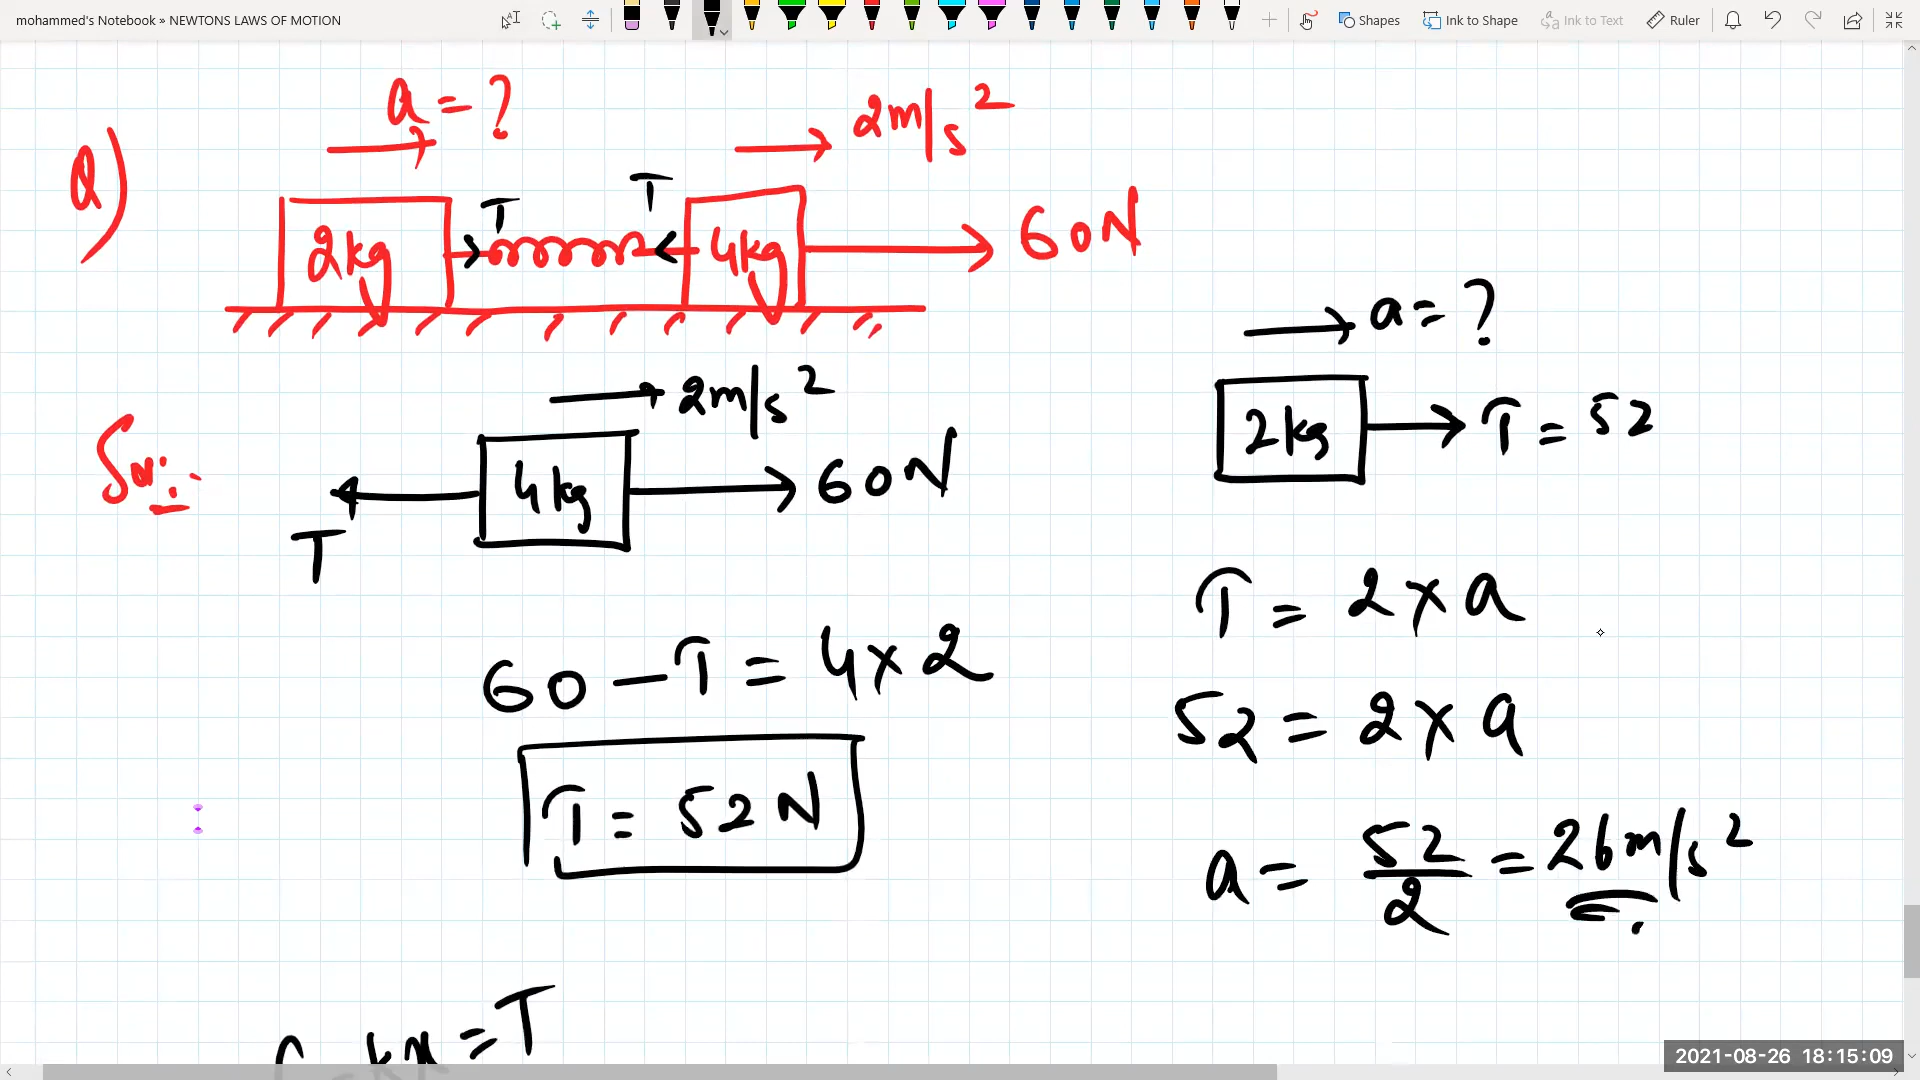 mohammed's Notebook » NEWTONS LAWS OF MOTION
Shapes
Ink to Shape
Ink to Text
Ruler
a = ?
2m/s²
Q)
T
T
2kg
4kg
60N
Sol:-
2m/s²
T
4kg
60N
60 - T = 4 x 2
T = 52 N
a = ?
2kg
T = 52
T = 2 x a
52 = 2 x a
a = 52/2 = 26m/s²
kx = T
2021-08-26 18:15:09